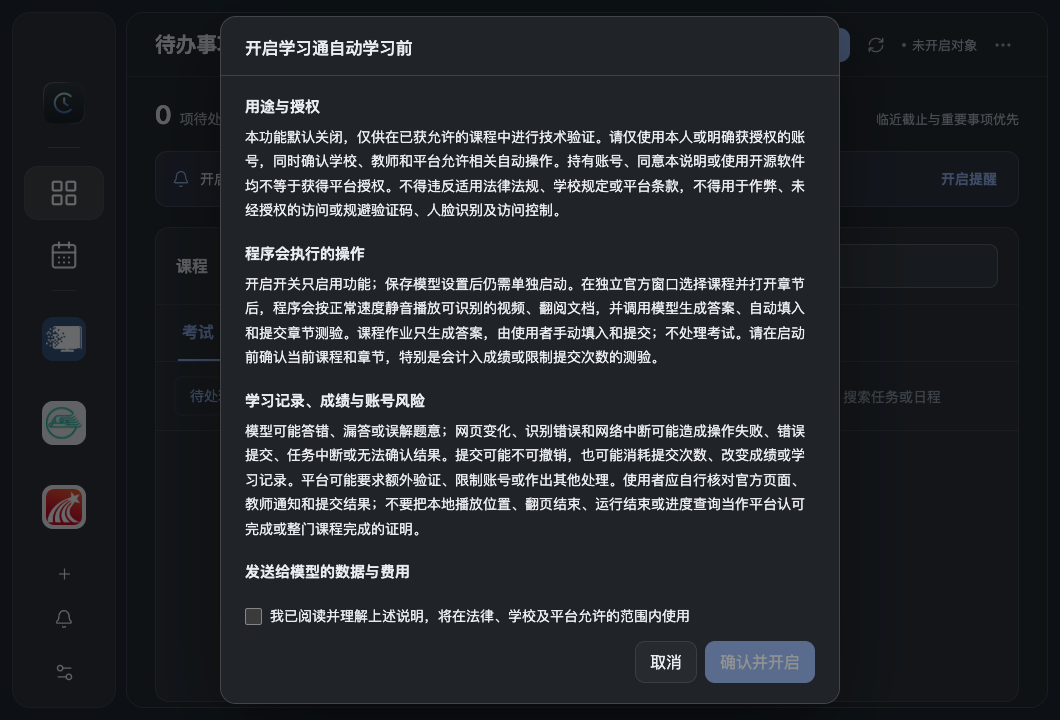 开启学习通自动学习前
待办事
未开启对象
0 项待处
临近截止与重要事项优先
开启提醒
课程
考试
待处
搜索任务或日程
用途与授权
本功能默认关闭，仅供在已获允许的课程中进行技术验证。请仅使用本人或明确获授权的账
号，同时确认学校、教师和平台允许相关自动操作。持有账号、同意本说明或使用开源软件
均不等于获得平台授权。不得违反适用法律法规、学校规定或平台条款，不得用于作弊、未
经授权的访问或规避验证码、人脸识别及访问控制。
程序会执行的操作
开启开关只启用功能；保存模型设置后仍需单独启动。在独立官方窗口选择课程并打开章节
后，程序会按正常速度静音播放可识别的视频、翻阅文档，并调用模型生成答案、自动填入
和提交章节测验。课程作业只生成答案，由使用者手动填入和提交；不处理考试。请在启动
前确认当前课程和章节，特别是会计入成绩或限制提交次数的测验。
学习记录、成绩与账号风险
模型可能答错、漏答或误解题意；网页变化、识别错误和网络中断可能造成操作失败、错误
提交、任务中断或无法确认结果。提交可能不可撤销，也可能消耗提交次数、改变成绩或学
习记录。平台可能要求额外验证、限制账号或作出其他处理。使用者应自行核对官方页面、
教师通知和提交结果；不要把本地播放位置、翻页结束、运行结束或进度查询当作平台认可
完成或整门课程完成的证明。
发送给模型的数据与费用
我已阅读并理解上述说明，将在法律、学校及平台允许的范围内使用
取消
确认并开启